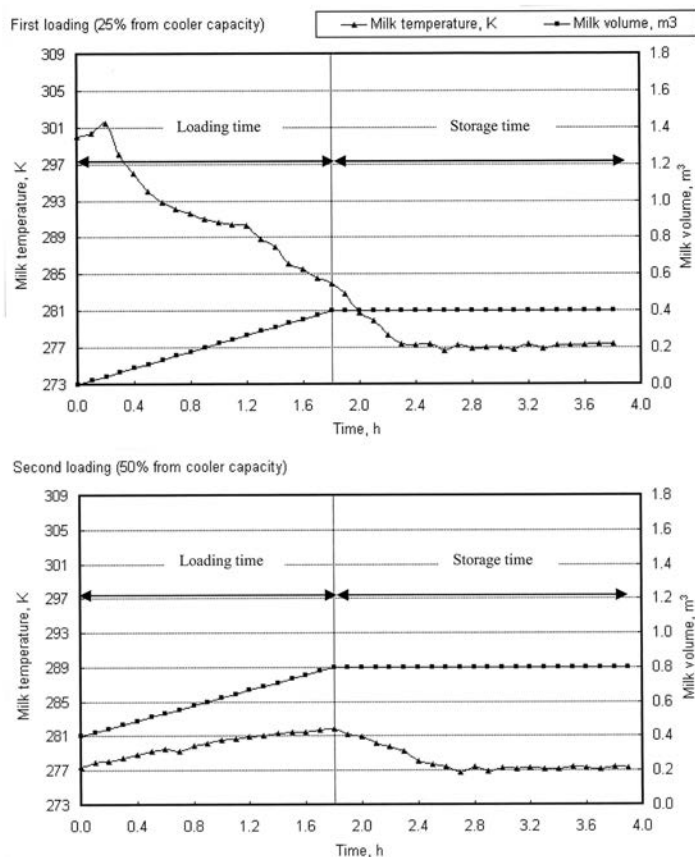 First loading (25% from cooler capacity)
Milk temperature, K Milk volume, m3
309 1.8
305 1.6
301 1.4
297 1.2
293 1.0
289 0.8
285 0.6
281 0.4
277 0.2
273 0.0
Milk temperature, K
Milk volume, m³
Loading time Storage time
0.0 0.4 0.8 1.2 1.6 2.0 2.4 2.8 3.2 3.6 4.0
Time, h
Second loading (50% from cooler capacity)
309 1.8
305 1.6
301 1.4
297 1.2
293 1.0
289 0.8
285 0.6
281 0.4
277 0.2
273 0.0
Milk temperature, K
Milk volume, m³
Loading time Storage time
0.0 0.4 0.8 1.2 1.6 2.0 2.4 2.8 3.2 3.6 4.0
Time, h